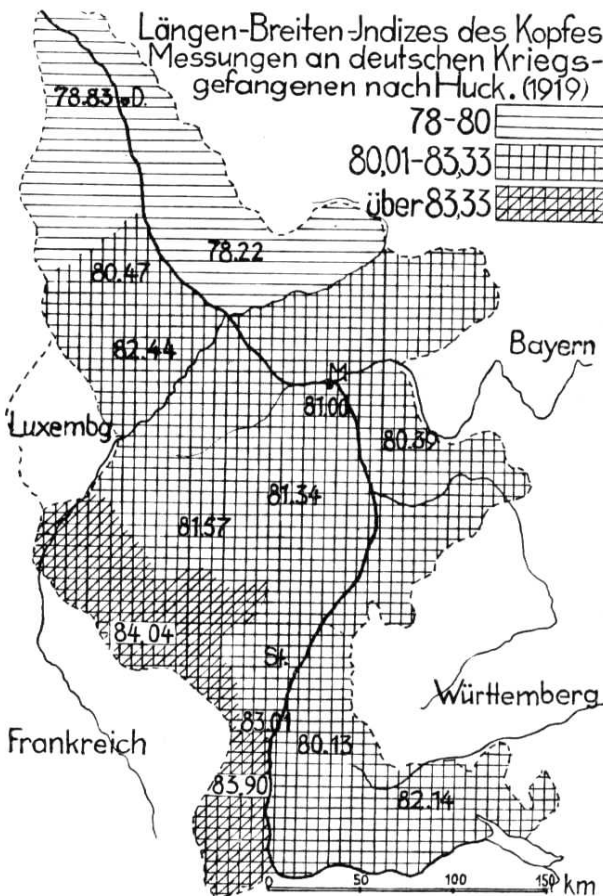 Längen-Breiten-Jndizes des Kopfes
Messungen an deutschen Kriegs-
gefangenen nach Huck. (1919)
78-80
80,01-83,33
über 83,33
78.83 D.
78.22
80.47
82.44
Bayern
M
81.00
Luxembg
80.39
81.34
81.57
84.04
St.
Württemberg
83.01
Frankreich
80.13
83,90
82.14
0 50 100 150 km